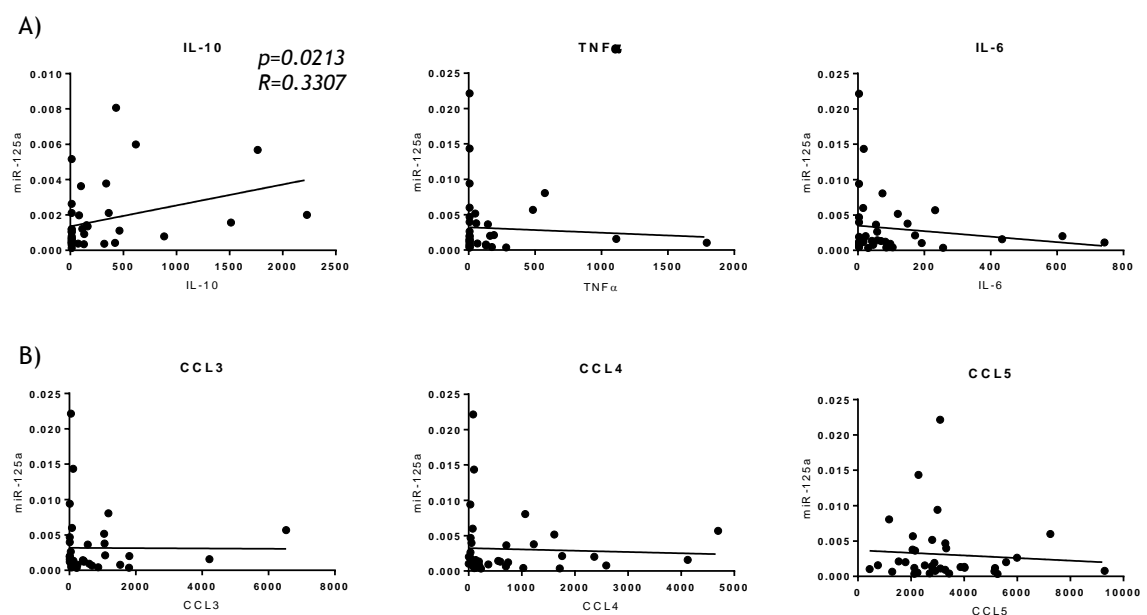 A)
IL-10
p=0.0213
R=0.3307
0.010
0.008
0.006
0.004
0.002
0.000
miR-125a
0 500 1000 1500 2000 2500
IL-10
TNFα
0.025
0.020
0.015
0.010
0.005
0.000
miR-125a
0 500 1000 1500 2000
TNFα
IL-6
0.025
0.020
0.015
0.010
0.005
0.000
miR-125a
0 200 400 600 800
IL-6
B)
CCL3
0.025
0.020
0.015
0.010
0.005
0.000
miR-125a
0 2000 4000 6000 8000
CCL3
CCL4
0.025
0.020
0.015
0.010
0.005
0.000
miR-125a
0 1000 2000 3000 4000 5000
CCL4
CCL5
0.025
0.020
0.015
0.010
0.005
0.000
miR-125a
0 2000 4000 6000 8000 10000
CCL5